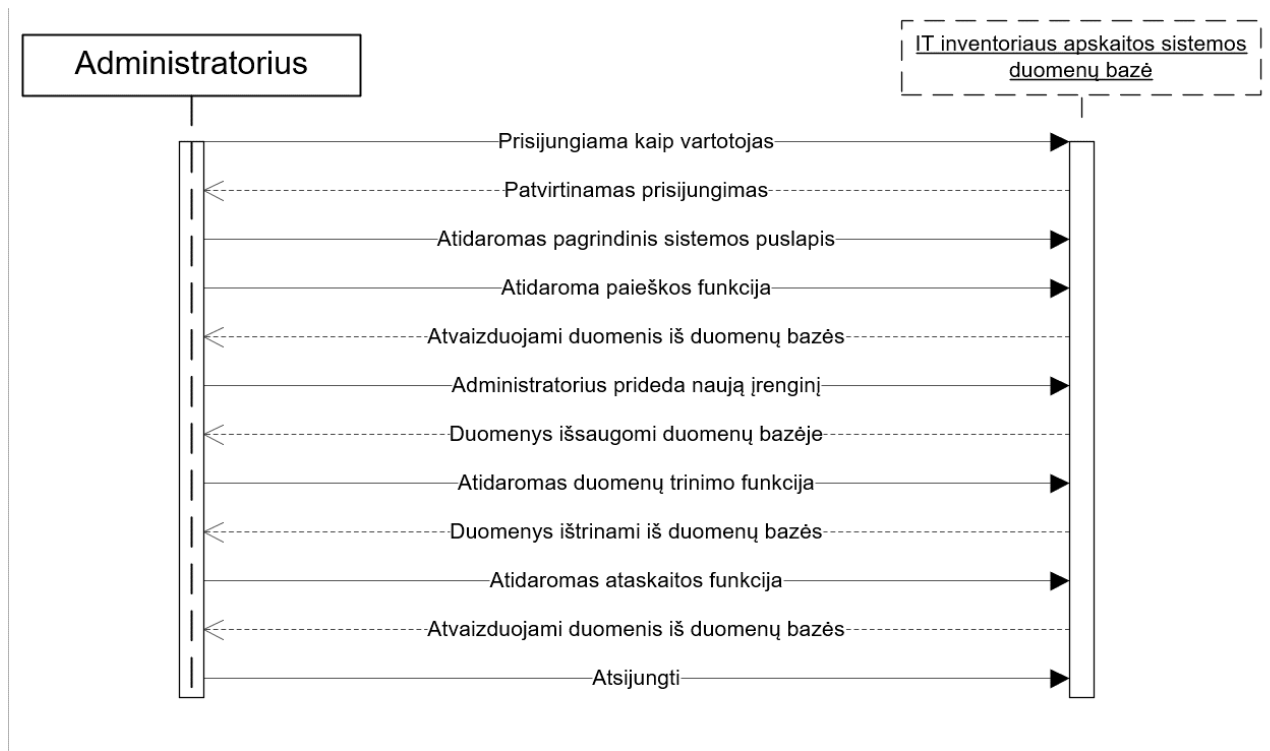 Administratorius
IT inventoriaus apskaitos sistemos
duomenų bazė
Prisijungiama kaip vartotojas
Patvirtinamas prisijungimas
Atidaromas pagrindinis sistemos puslapis
Atidaroma paieškos funkcija
Atvaizduojami duomenis iš duomenų bazės
Administratorius prideda naują įrenginį
Duomenys išsaugomi duomenų bazėje
Atidaromas duomenų trinimo funkcija
Duomenys ištrinami iš duomenų bazės
Atidaromas ataskaitos funkcija
Atvaizduojami duomenis iš duomenų bazės
Atsijungti